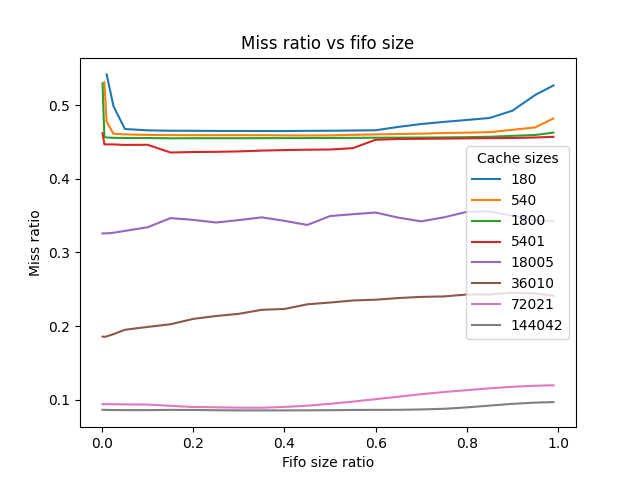 Miss ratio vs fifo size
Miss ratio
0.5
0.4
0.3
0.2
0.1
Cache sizes
180
540
1800
5401
18005
36010
72021
144042
0.0 0.2 0.4 0.6 0.8 1.0
Fifo size ratio